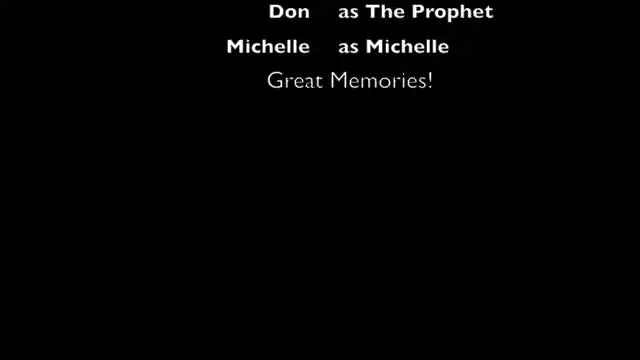 Don as The Prophet
Michelle as Michelle
Great Memories!